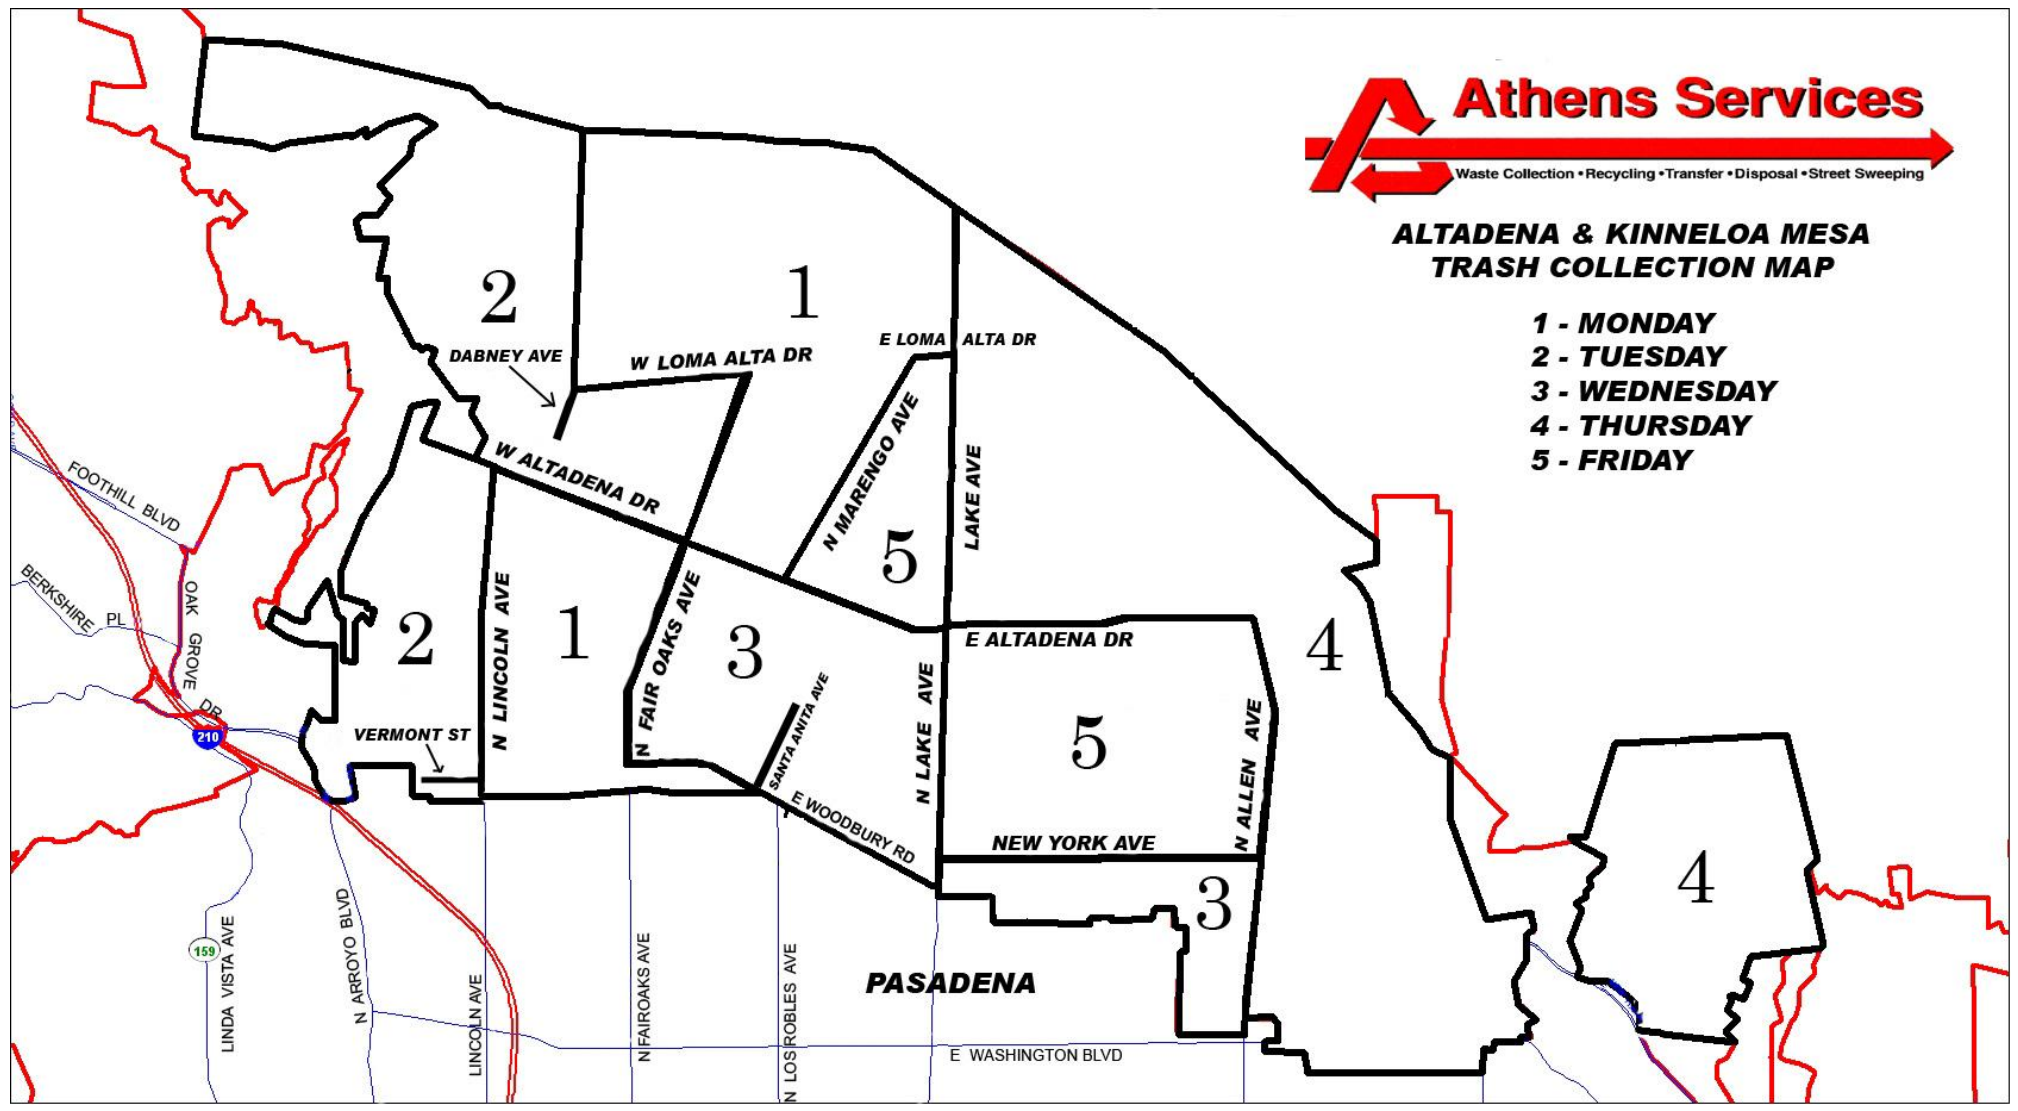 Athens Services
Waste Collection • Recycling • Transfer • Disposal • Street Sweeping
ALTADENA & KINNELOA MESA
TRASH COLLECTION MAP
1 - MONDAY
2 - TUESDAY
3 - WEDNESDAY
4 - THURSDAY
5 - FRIDAY
2
1
DABNEY AVE
W LOMA ALTA DR
E LOMA ALTA DR
N MARENGO AVE
LAKE AVE
W ALTADENA DR
5
FOOTHILL BLVD
BERKSHIRE PL
OAK GROVE DR
210
2
N LINCOLN AVE
1
N FAIR OAKS AVE
3
SANTA ANITA AVE
N LAKE AVE
E ALTADENA DR
4
5
N ALLEN AVE
VERMONT ST
E WOODBURY RD
NEW YORK AVE
3
4
159
LINDA VISTA AVE
N ARROYO BLVD
LINCOLN AVE
N FAIROAKS AVE
N LOS ROBLES AVE
PASADENA
E WASHINGTON BLVD